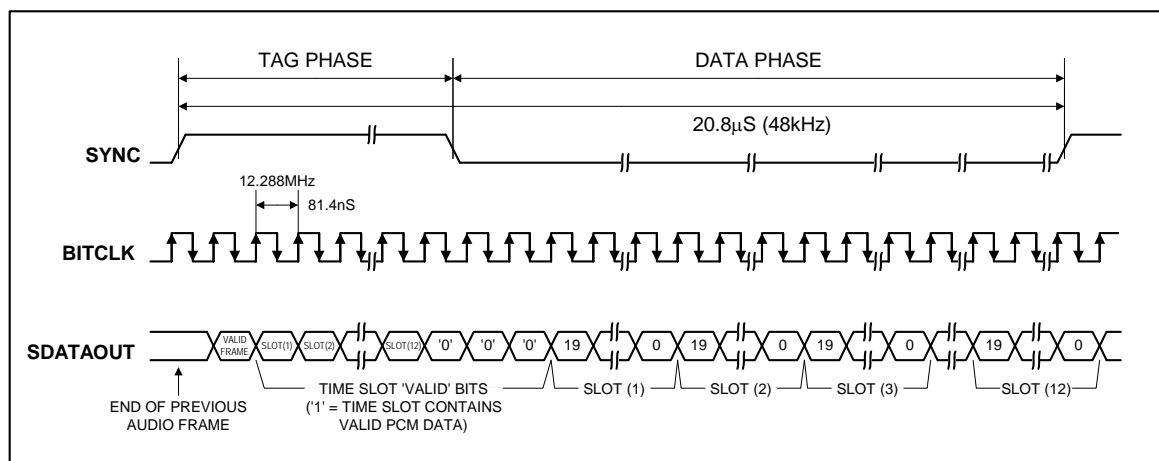 TAG PHASE
DATA PHASE
20.8µS (48kHz)
SYNC
12.288MHz
81.4nS
BITCLK
SDATAOUT
VALID
FRAME
SLOT(1)
SLOT(2)
SLOT(12)
'0'
'0'
'0'
19
0
19
0
19
0
19
0
END OF PREVIOUS
AUDIO FRAME
TIME SLOT 'VALID' BITS
('1' = TIME SLOT CONTAINS
VALID PCM DATA)
SLOT (1)
SLOT (2)
SLOT (3)
SLOT (12)